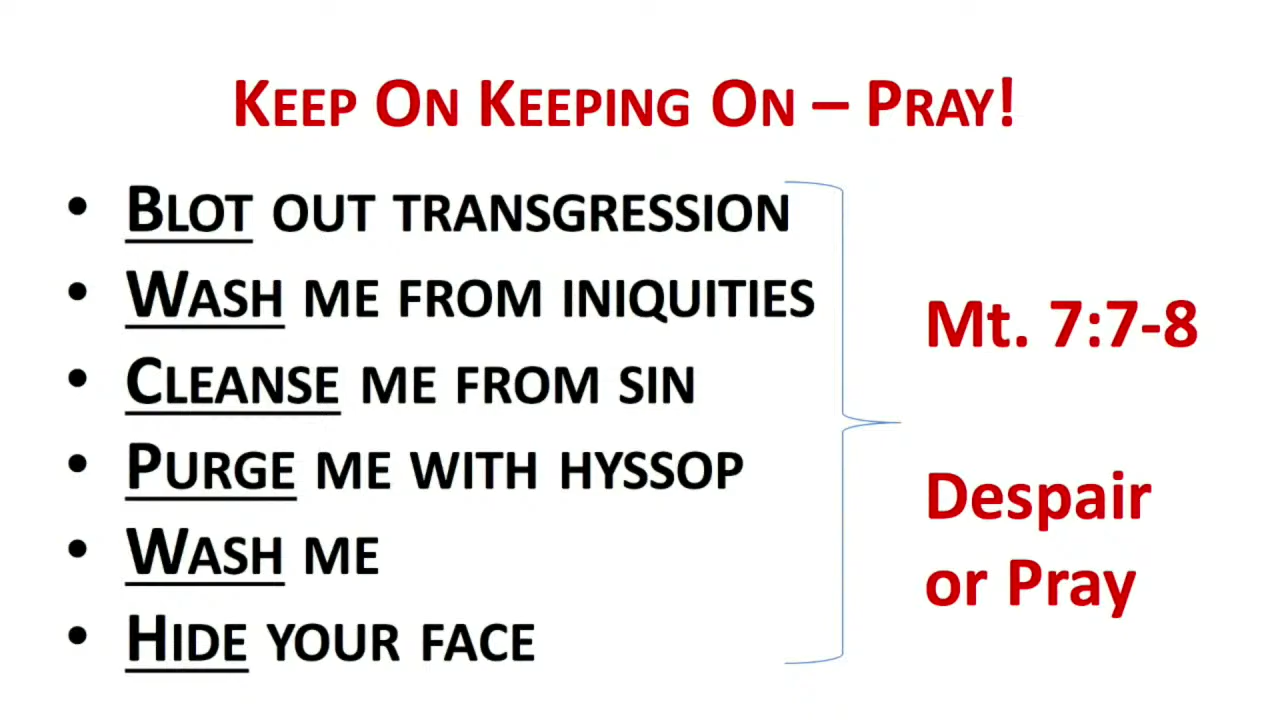 KEEP ON KEEPING ON – PRAY!
• BLOT OUT TRANSGRESSION
• WASH ME FROM INIQUITIES
• CLEANSE ME FROM SIN
• PURGE ME WITH HYSSOP
• WASH ME
• HIDE YOUR FACE
Mt. 7:7-8
Despair
or Pray